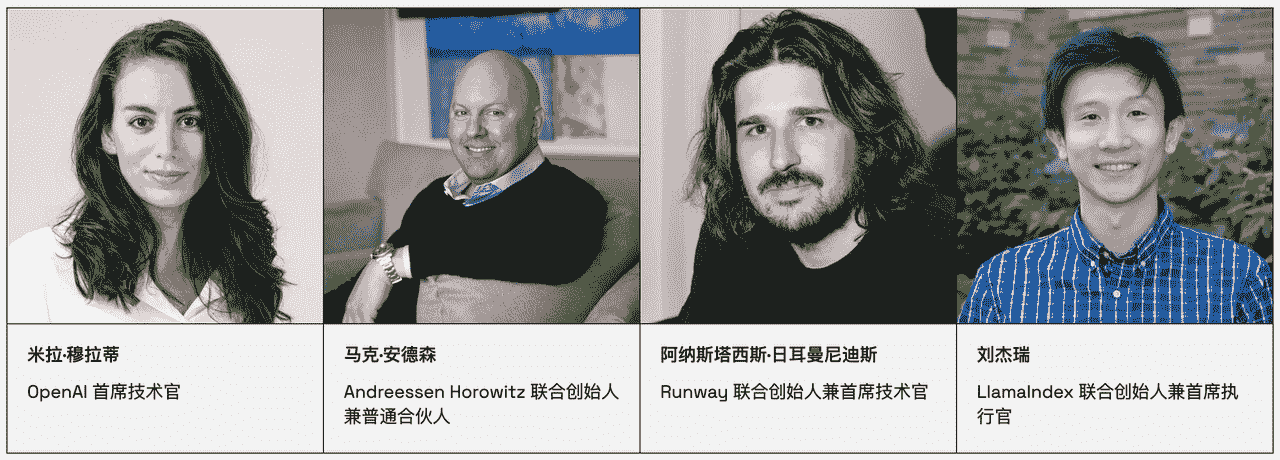 米拉·穆拉蒂
OpenAI 首席技术官
马克·安德森
Andreessen Horowitz 联合创始人
兼普通合伙人
阿纳斯塔西斯·日耳曼尼迪斯
Runway 联合创始人兼首席技术官
刘杰瑞
LlamaIndex 联合创始人兼首席执
行官